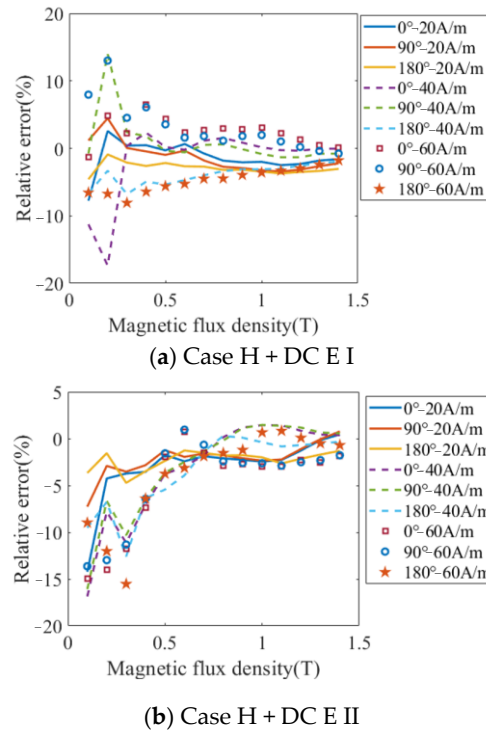 20
10
0
−10
−20
Relative error(%)
0
0.5
1
1.5
Magnetic flux density(T)
0°–20A/m
90°–20A/m
180°–20A/m
0°–40A/m
90°–40A/m
180°–40A/m
0°–60A/m
90°–60A/m
180°–60A/m
(a) Case H + DC E I
5
0
−5
−10
−15
−20
Relative error(%)
0
0.5
1
1.5
Magnetic flux density(T)
0°–20A/m
90°–20A/m
180°–20A/m
0°–40A/m
90°–40A/m
180°–40A/m
0°–60A/m
90°–60A/m
180°–60A/m
(b) Case H + DC E II